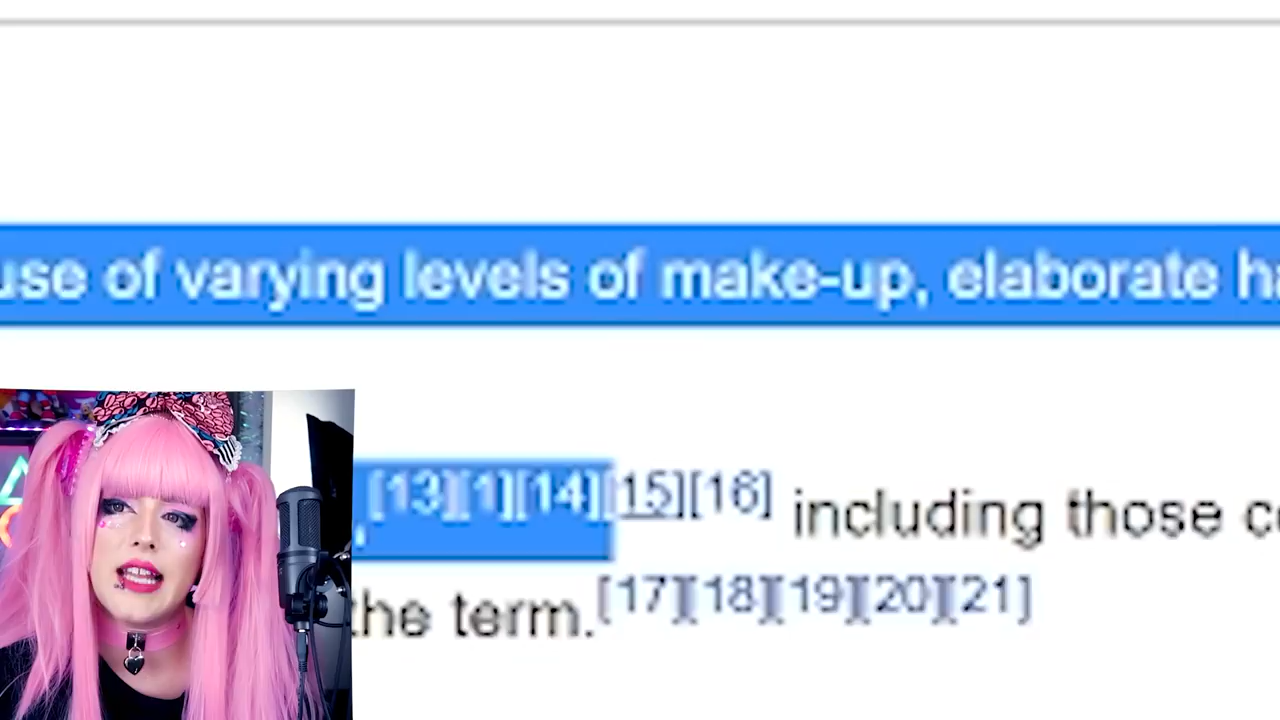 use of varying levels of make-up, elaborate ha
,[13][1][14][15][16] including those c
the term.[17][18][19][20][21]